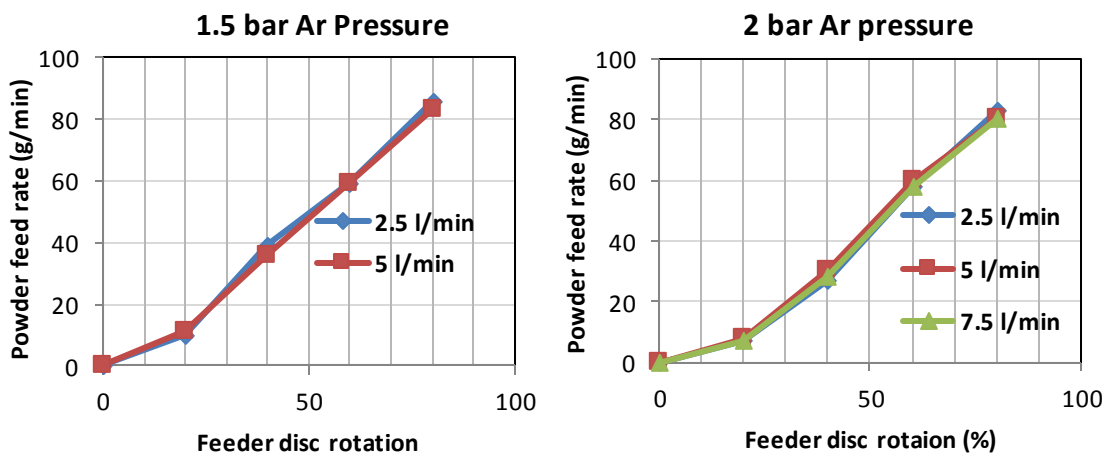 1.5 bar Ar Pressure
Powder feed rate (g/min)
100
80
60
40
20
0
0
50
100
2.5 l/min
5 l/min
Feeder disc rotation
2 bar Ar pressure
Powder feed rate (g/min)
100
80
60
40
20
0
0
50
100
2.5 l/min
5 l/min
7.5 l/min
Feeder disc rotaion (%)